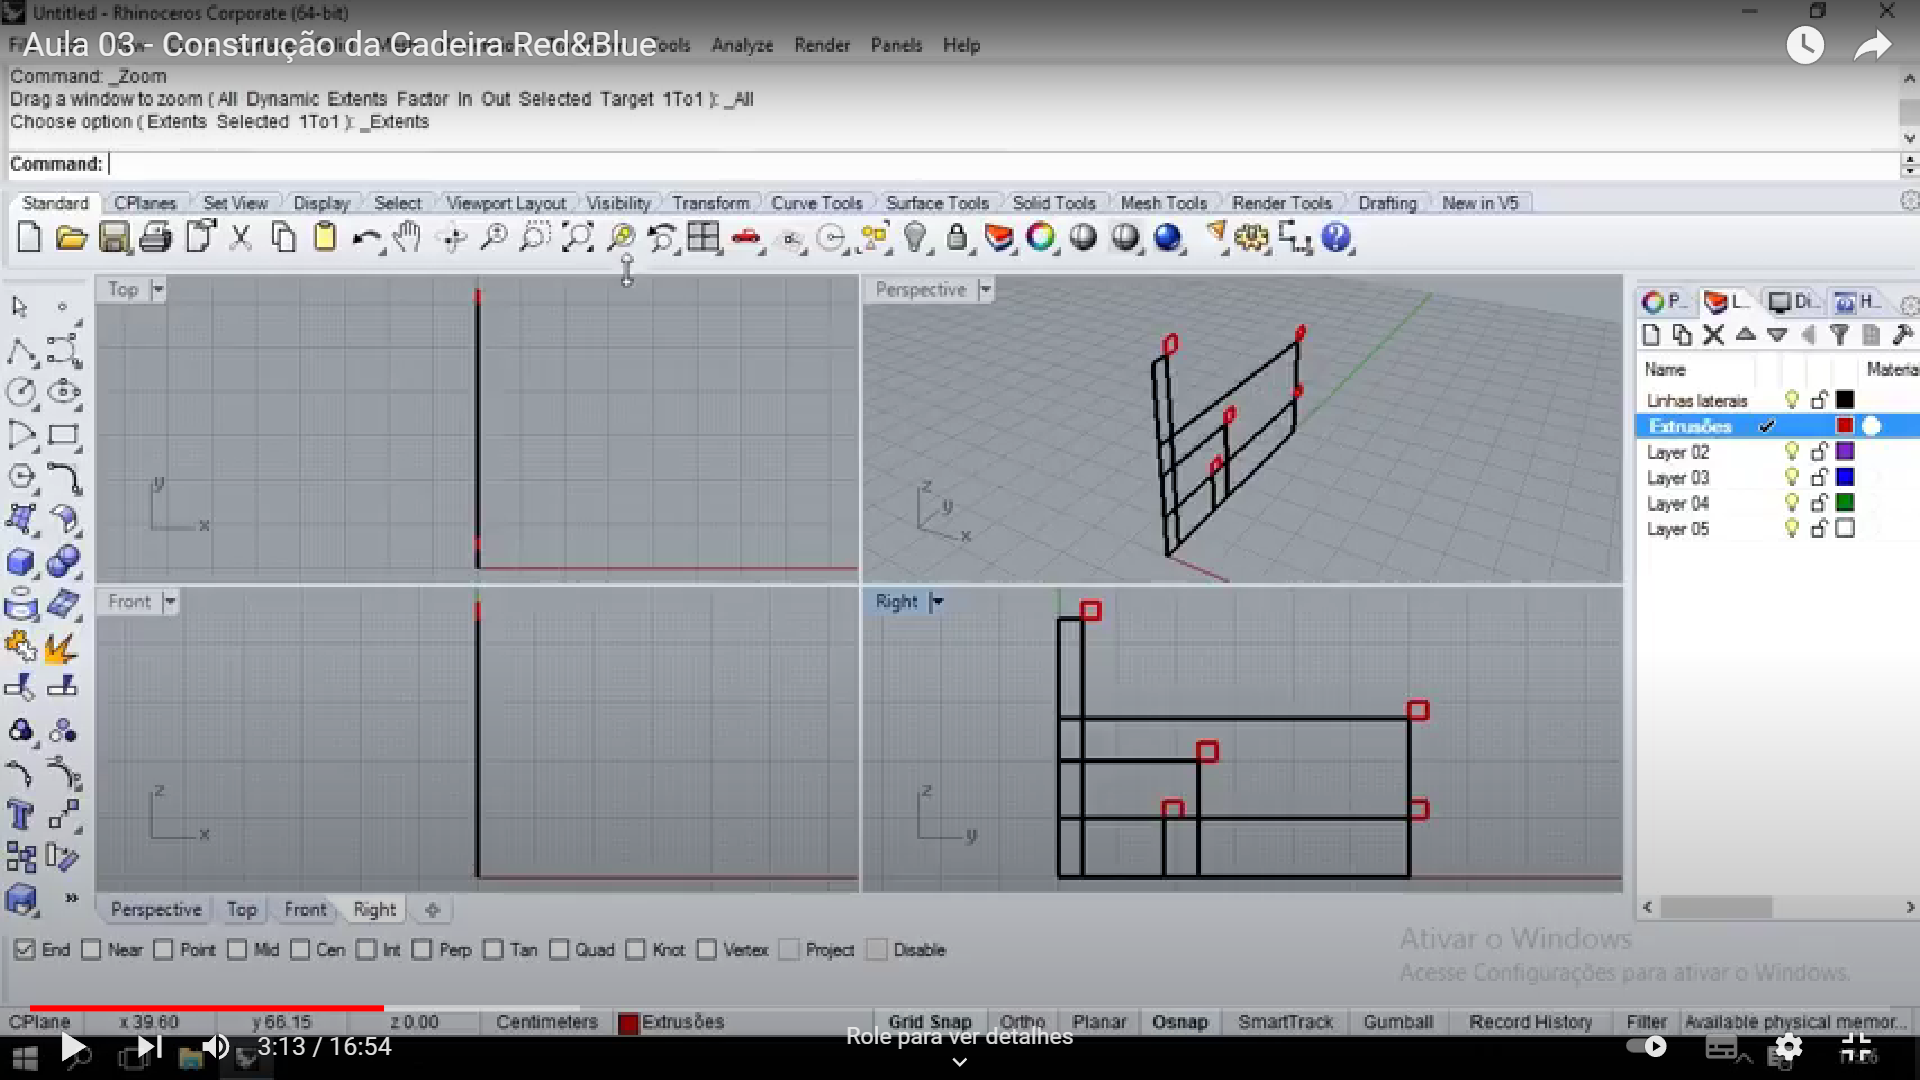 Untitled - Rhinoceros Corporate (64-bit)
Aula 03 - Construção da Cadeira Red&Blue
Tools Analyze Render Panels Help
Command: _Zoom
Drag a window to zoom ( All Dynamic Extents Factor In Out Selected Target 1To1 ): _All
Choose option ( Extents Selected 1To1 ): _Extents
Command:
Standard CPlanes Set View Display Select Viewport Layout Visibility Transform Curve Tools Surface Tools Solid Tools Mesh Tools Render Tools Drafting New in V5
Top
Perspective
P... L... Di... H...
Name Material
Linhas laterais
Extrusões
Layer 02
Layer 03
Layer 04
Layer 05
y
x
z
y
x
Front
Right
z
x
z
y
Perspective Top Front Right
End Near Point Mid Cen Int Perp Tan Quad Knot Vertex Project Disable
Ativar o Windows
Acesse Configurações para ativar o Windows.
CPlane x 39.60 y 66.15 z 0.00 Centimeters Extrusões Grid Snap Ortho Planar Osnap SmartTrack Gumball Record History Filter Available physical memor...
Role para ver detalhes
3:13 / 16:54